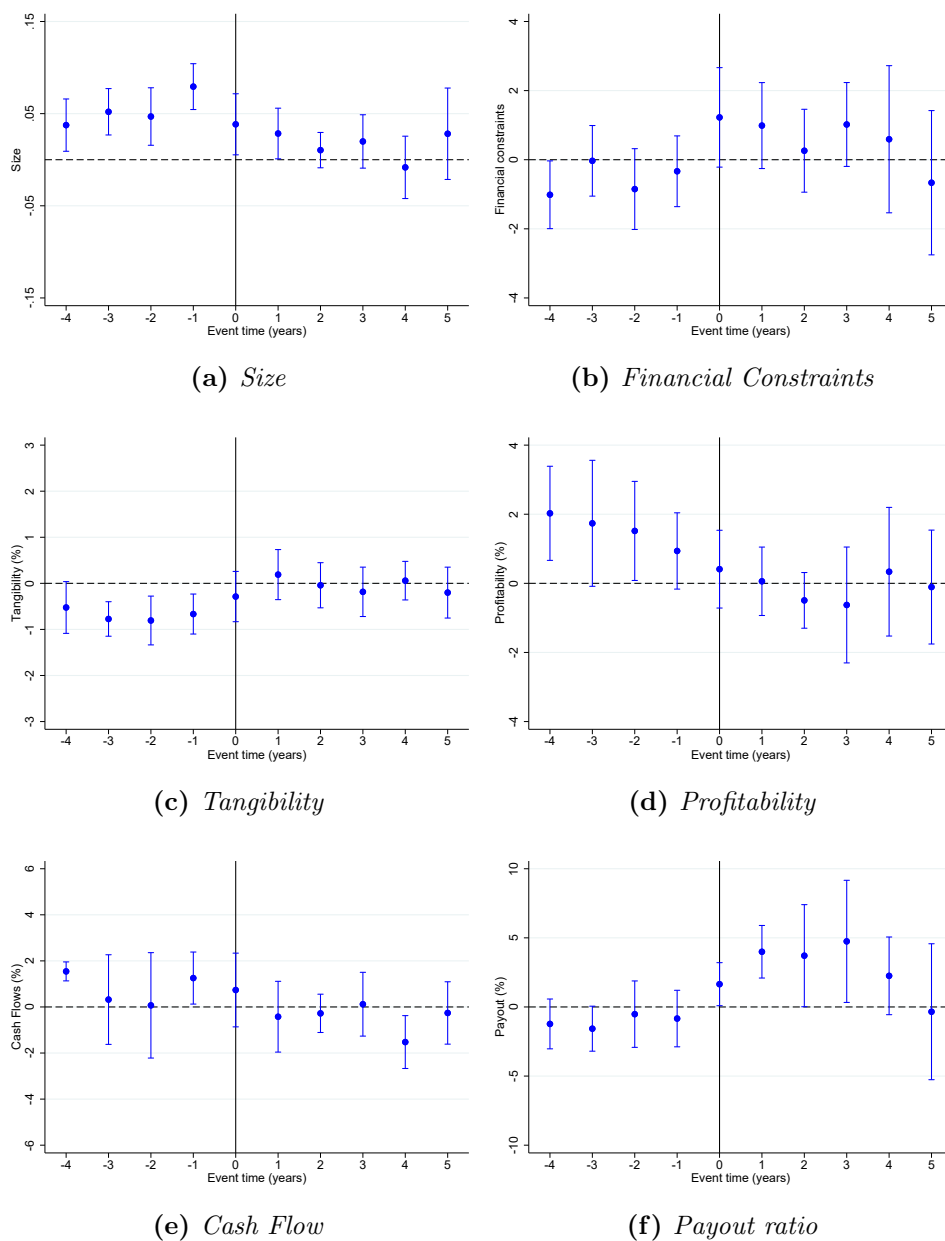 .15
.05
-.05
-.15
Size
-4 -3 -2 -1 0 1 2 3 4 5
Event time (years)
(a) Size
4
2
0
-2
-4
Financial constraints
-4 -3 -2 -1 0 1 2 3 4 5
Event time (years)
(b) Financial Constraints
3
2
1
0
-1
-2
-3
Tangibility (%)
-4 -3 -2 -1 0 1 2 3 4 5
Event time (years)
(c) Tangibility
4
2
0
-2
-4
Profitability (%)
-4 -3 -2 -1 0 1 2 3 4 5
Event time (years)
(d) Profitability
6
4
2
0
-2
-4
-6
Cash Flows (%)
-4 -3 -2 -1 0 1 2 3 4 5
Event time (years)
(e) Cash Flow
10
5
0
-5
-10
Payout (%)
-4 -3 -2 -1 0 1 2 3 4 5
Event time (years)
(f) Payout ratio